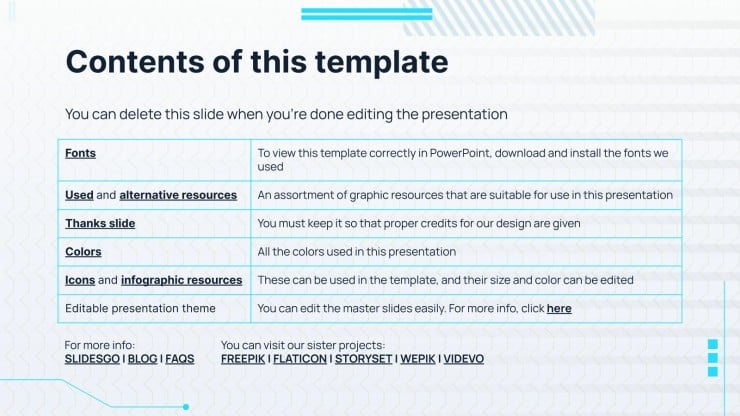 Contents of this template
You can delete this slide when you're done editing the presentation
Fonts
To view this template correctly in PowerPoint, download and install the fonts we
used
Used and alternative resources
An assortment of graphic resources that are suitable for use in this presentation
Thanks slide
You must keep it so that proper credits for our design are given
Colors
All the colors used in this presentation
Icons and infographic resources
These can be used in the template, and their size and color can be edited
Editable presentation theme
You can edit the master slides easily. For more info, click here
For more info:
SLIDESGO I BLOG I FAQS
You can visit our sister projects:
FREEPIK I FLATICON I STORYSET I WEPIK I VIDEVO